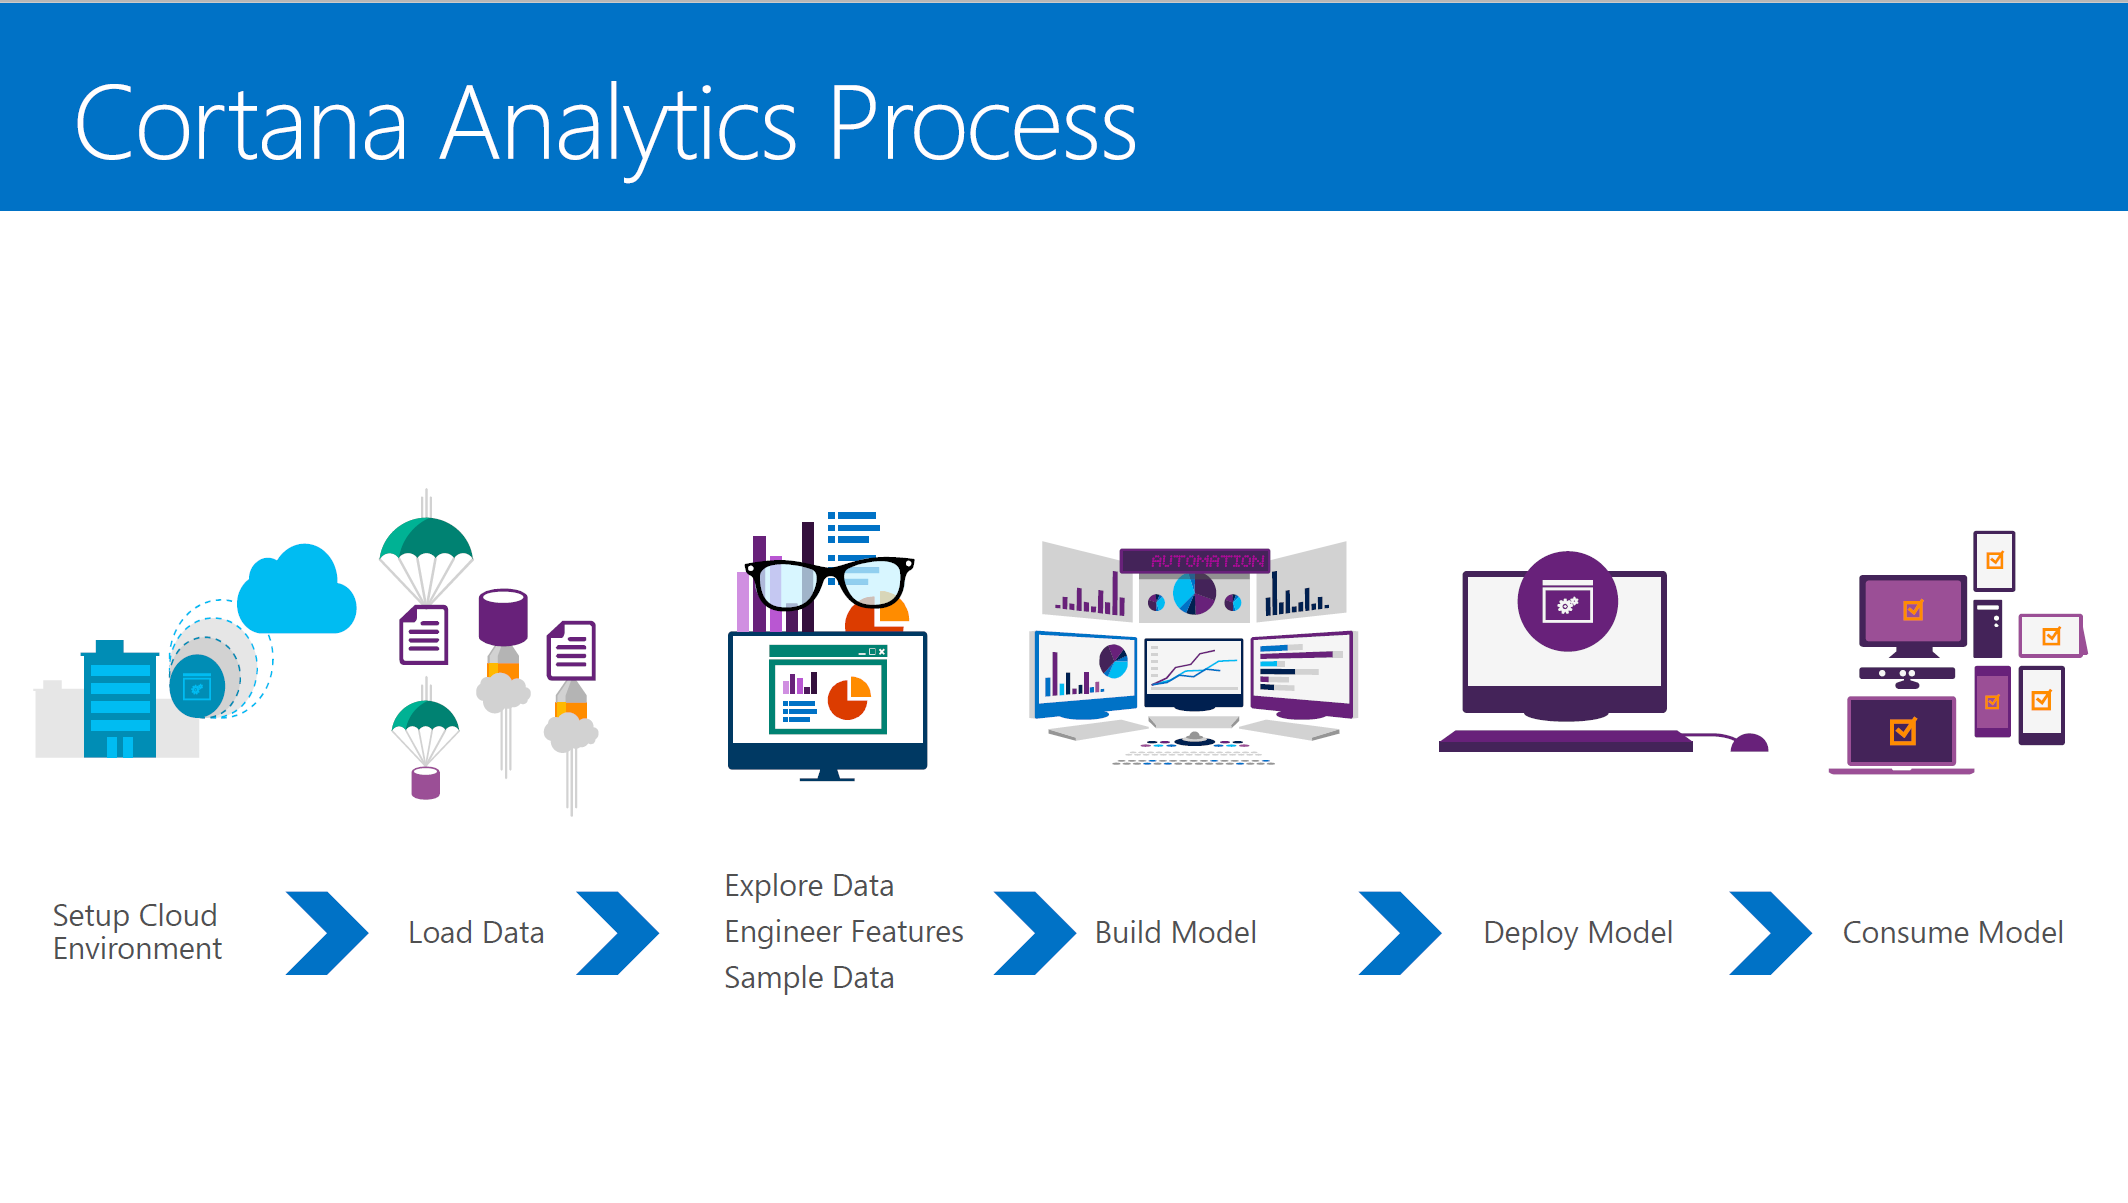 Cortana Analytics Process
AUTOMATION
Setup Cloud
Environment
Load Data
Explore Data
Engineer Features
Sample Data
Build Model
Deploy Model
Consume Model